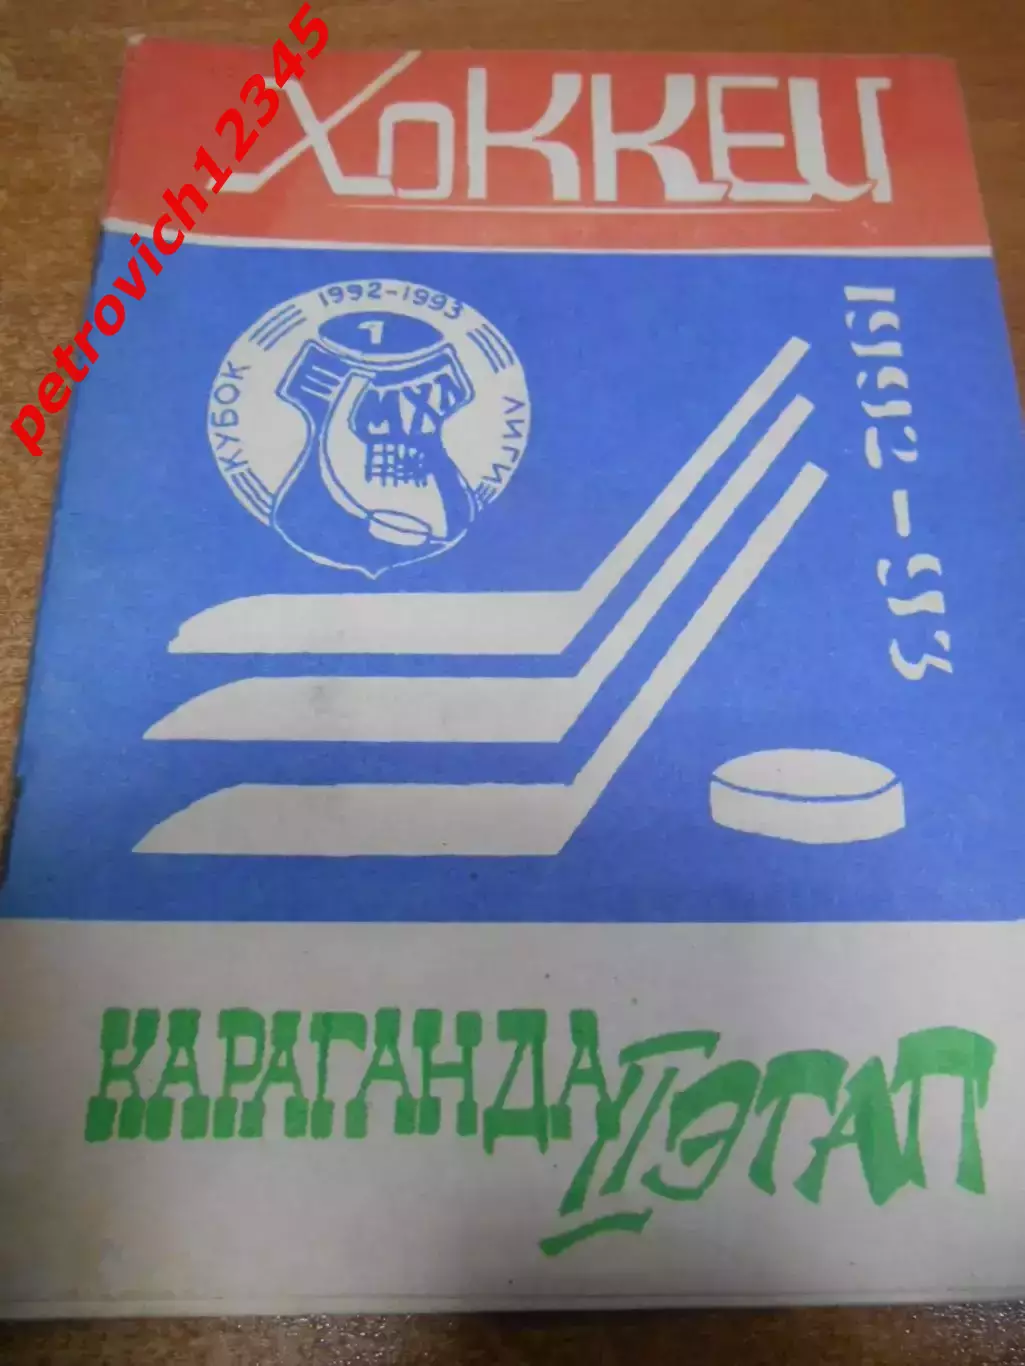 petrovich12345
ХОККЕЙ
1992-1993
1
МХЛ
КУБОК ЛИГИ
1992-93
КАРАГАНДА II ЭТАП